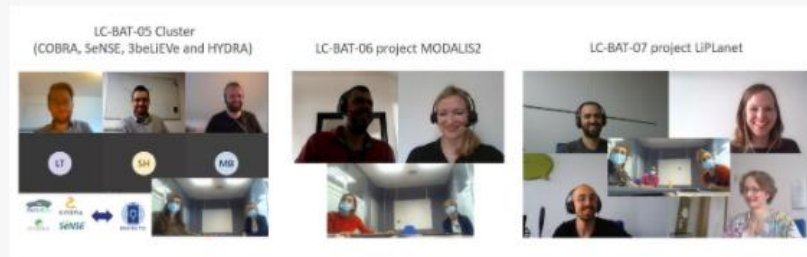 LC-BAT-05 Cluster
(COBRA, SeNSE, 3beLiEVe and HYDRA)
LC-BAT-06 project MODALIS2
LC-BAT-07 project LiPlanet
LT
SH
MB
SeNSE